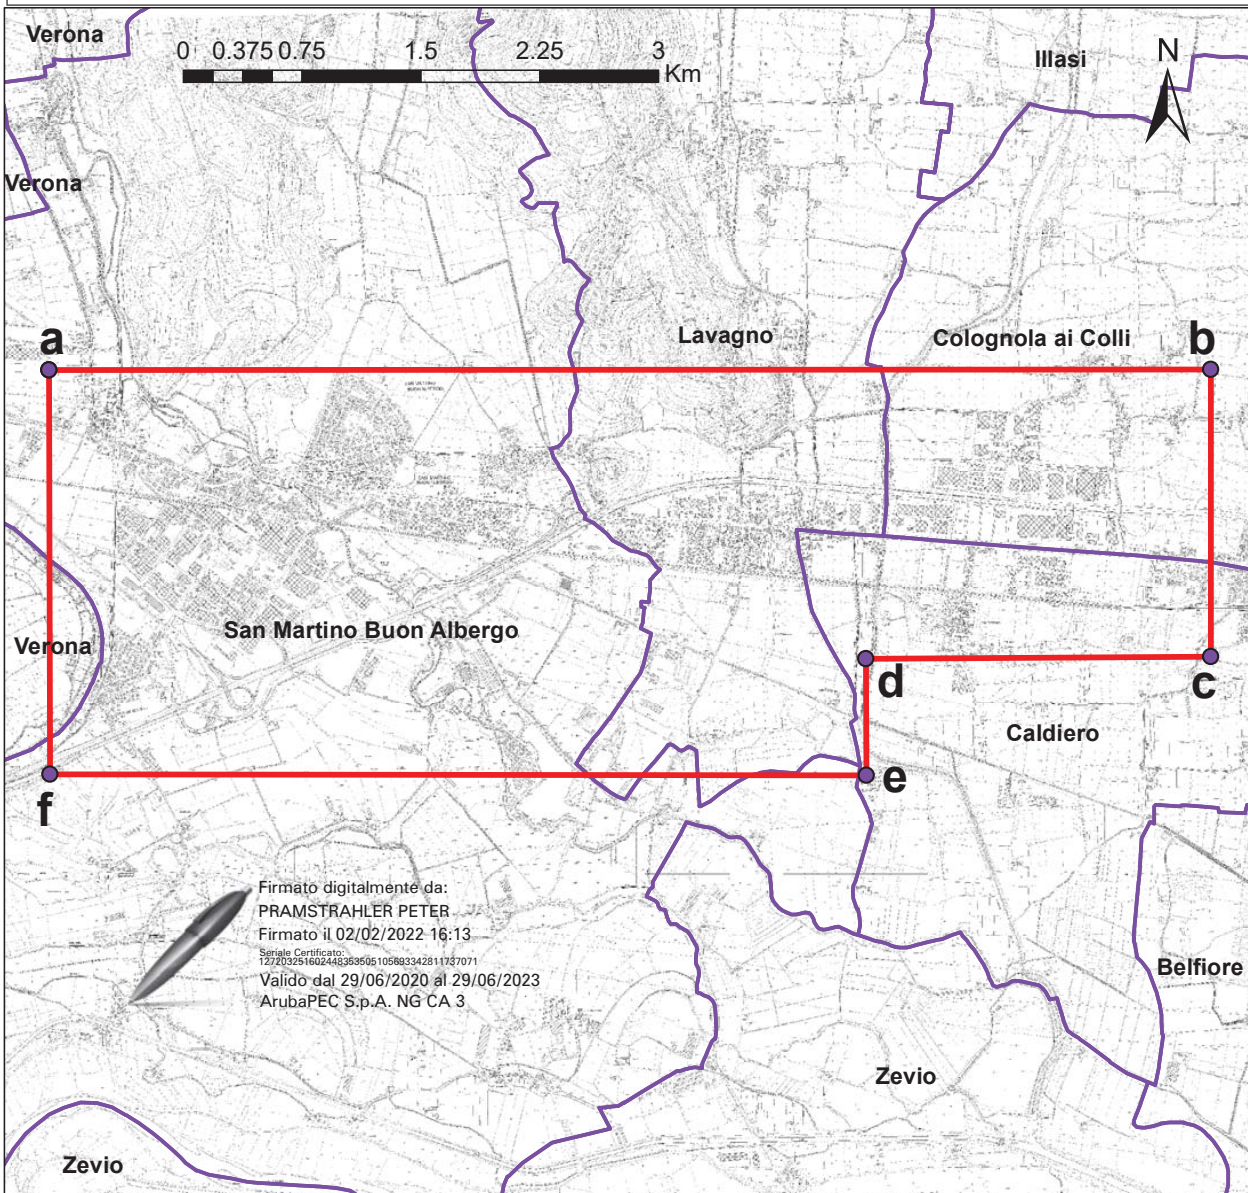 Verona
0 0.375 0.75 1.5 2.25 3
Km
Illasi
N
Verona
a
Lavagno
Colognola ai Colli
b
San Martino Buon Albergo
Verona
d
c
Caldiero
e
f
Firmato digitalmente da:
PRAMSTRAHLER PETER
Firmato il 02/02/2022 16:13
Seriale Certificato:
Valido dal 29/06/2020 al 29/06/2023
ArubaPEC S.p.A. NG CA 3
Belfiore
Zevio
Zevio